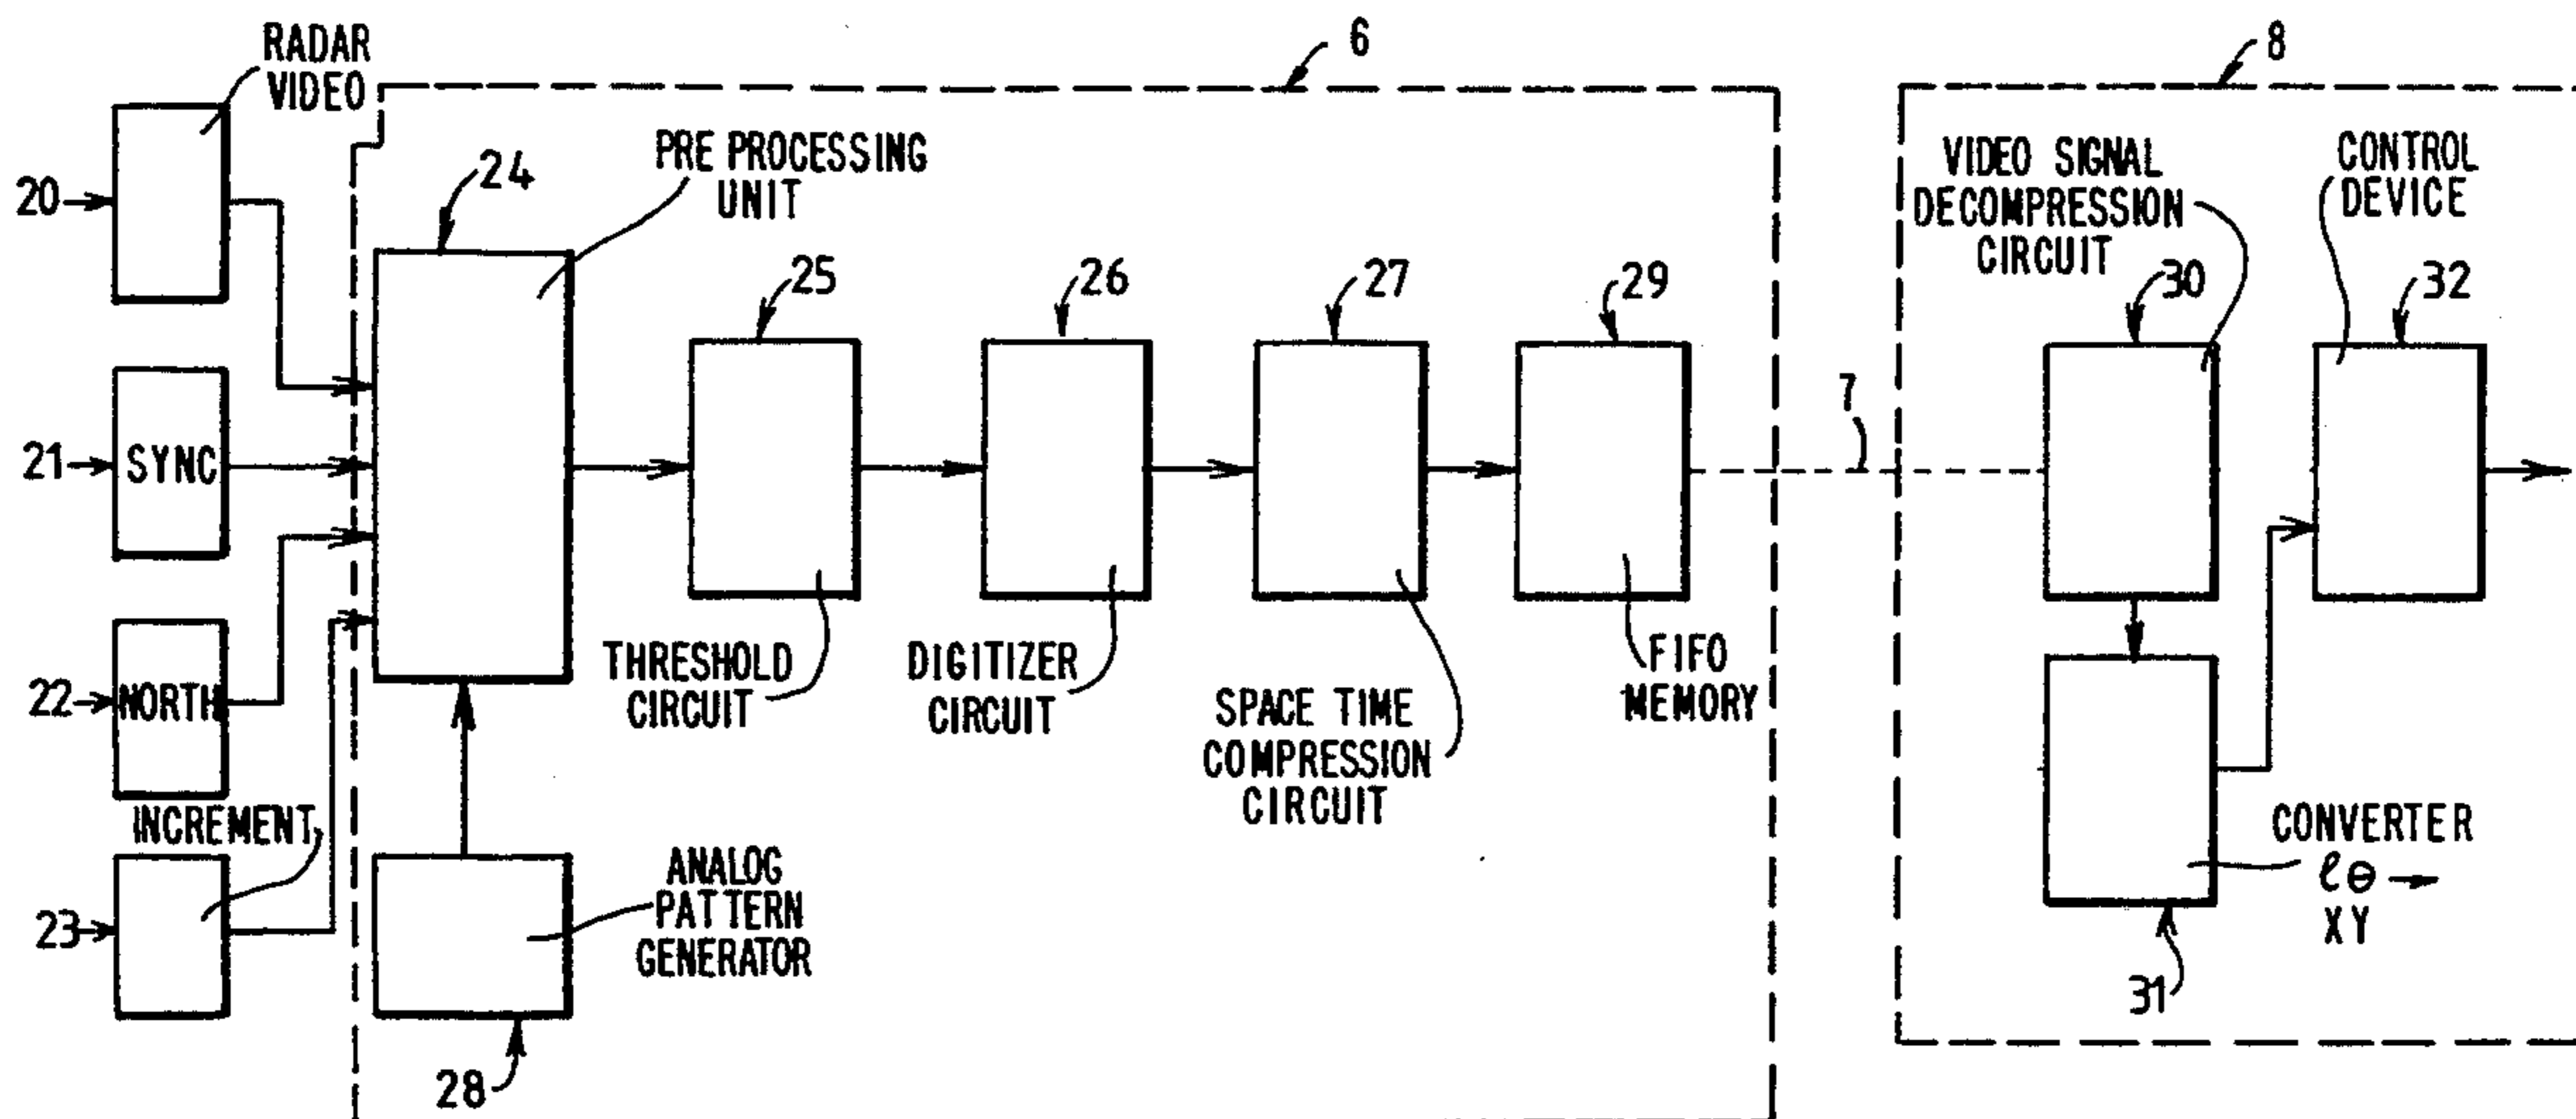 RADAR
VIDEO
6
8
20
24
PRE PROCESSING
UNIT
VIDEO SIGNAL
DECOMPRESSION
CIRCUIT
CONTROL
DEVICE
25
26
27
29
30
32
7
21
SYNC
22
NORTH
THRESHOLD
CIRCUIT
DIGITIZER
CIRCUIT
SPACE TIME
COMPRESSION
CIRCUIT
FIFO
MEMORY
INCREMENT
23
ANALOG
PATTERN
GENERATOR
28
CONVERTER
ℓθ →
XY
31